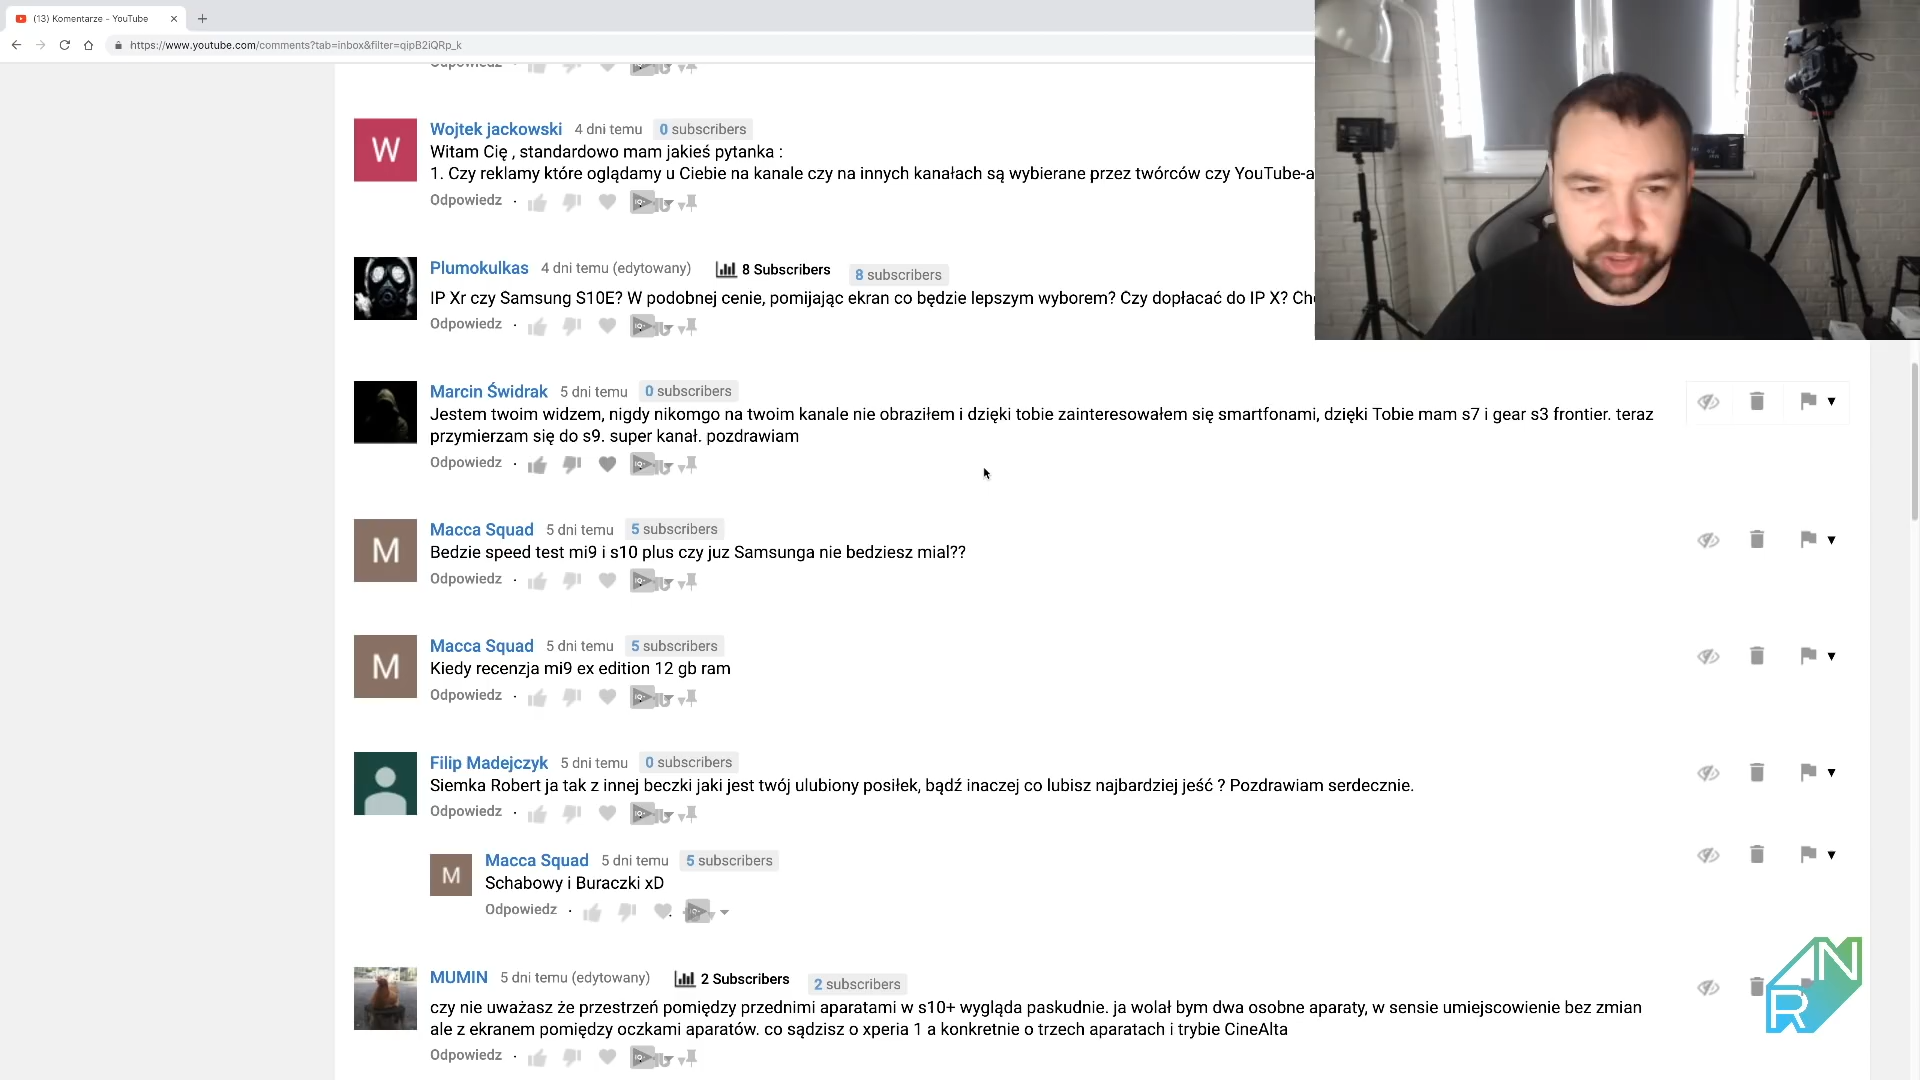 (13) Komentarze - YouTube
https://www.youtube.com/comments?tab=inbox&filter=qipB2iQRp_k
Odpowiedz
Wojtek jackowski 4 dni temu 0 subscribers
Witam Cię , standardowo mam jakieś pytanka :
1. Czy reklamy które oglądamy u Ciebie na kanale czy na innych kanałach są wybierane przez twórców czy YouTube-a
Odpowiedz
Plumokulkas 4 dni temu (edytowany) 8 Subscribers 8 subscribers
IP Xr czy Samsung S10E? W podobnej cenie, pomijając ekran co będzie lepszym wyborem? Czy dopłacać do IP X?
Odpowiedz
Marcin Świdrak 5 dni temu 0 subscribers
Jestem twoim widzem, nigdy nikomgo na twoim kanale nie obraziłem i dzięki tobie zainteresowałem się smartfonami, dzięki Tobie mam s7 i gear s3 frontier. teraz
przymierzam się do s9. super kanał. pozdrawiam
Odpowiedz
M
Macca Squad 5 dni temu 5 subscribers
Bedzie speed test mi9 i s10 plus czy juz Samsunga nie bedziesz mial??
Odpowiedz
M
Macca Squad 5 dni temu 5 subscribers
Kiedy recenzja mi9 ex edition 12 gb ram
Odpowiedz
Filip Madejczyk 5 dni temu 0 subscribers
Siemka Robert ja tak z innej beczki jaki jest twój ulubiony posiłek, bądź inaczej co lubisz najbardziej jeść ? Pozdrawiam serdecznie.
Odpowiedz
M
Macca Squad 5 dni temu 5 subscribers
Schabowy i Buraczki xD
Odpowiedz
MUMIN 5 dni temu (edytowany) 2 Subscribers 2 subscribers
czy nie uważasz że przestrzeń pomiędzy przednimi aparatami w s10+ wygląda paskudnie. ja wolał bym dwa osobne aparaty, w sensie umiejscowienie bez zmian
ale z ekranem pomiędzy oczkami aparatów. co sądzisz o xperia 1 a konkretnie o trzech aparatach i trybie CineAlta
Odpowiedz
W
N
R